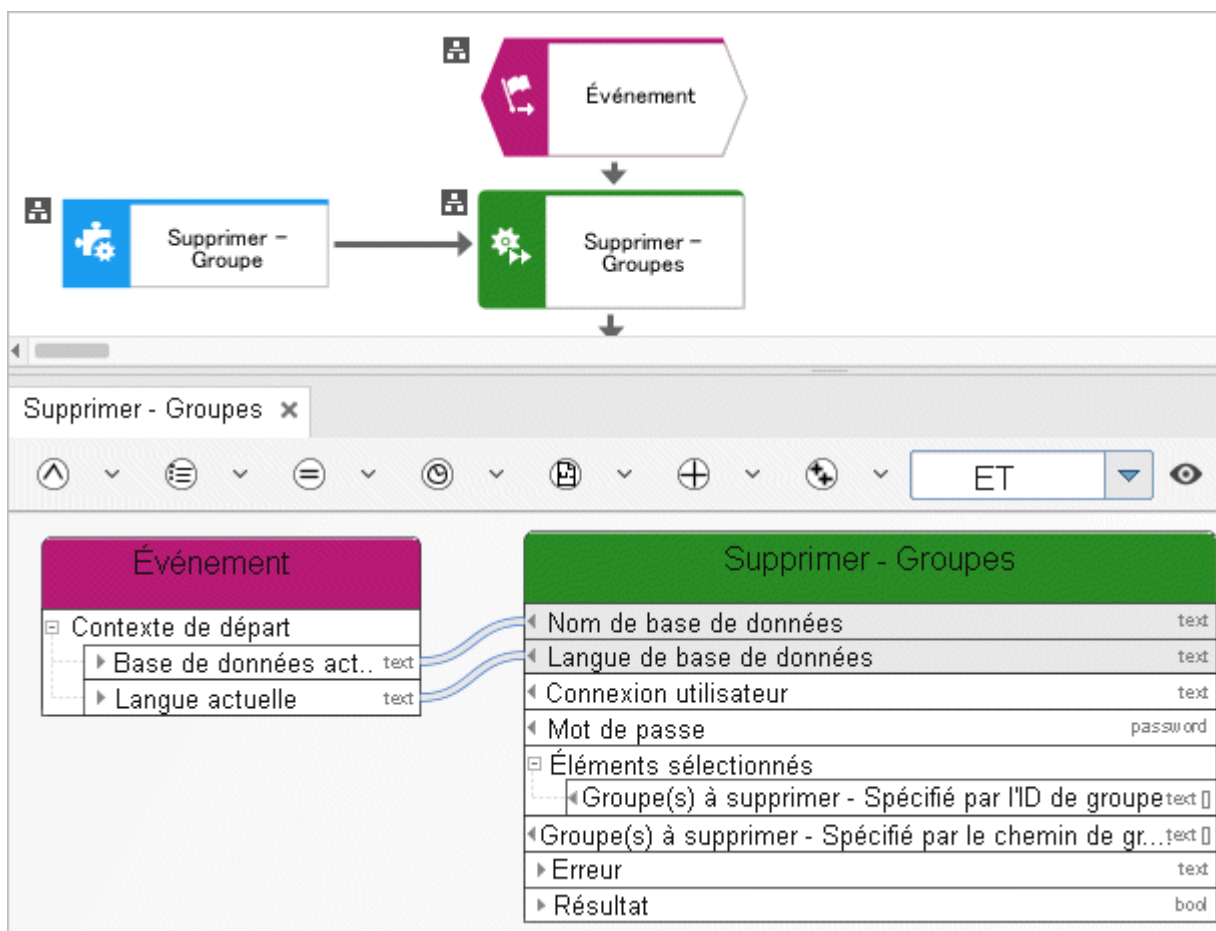 Événement
Supprimer –
Groupe
Supprimer –
Groupes
Supprimer - Groupes
ET
Événement
Contexte de départ
Base de données act.. text
Langue actuelle text
Supprimer - Groupes
Nom de base de données text
Langue de base de données text
Connexion utilisateur text
Mot de passe password
Éléments sélectionnés
Groupe(s) à supprimer - Spécifié par l'ID de groupe text []
Groupe(s) à supprimer - Spécifié par le chemin de gr... text []
Erreur text
Résultat bool